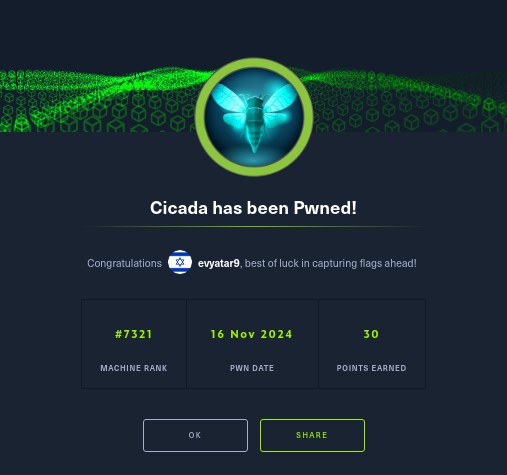 Cicada has been Pwned!
Congratulations evyatar9, best of luck in capturing flags ahead!
#7321 16 Nov 2024 30
MACHINE RANK PWN DATE POINTS EARNED
OK SHARE